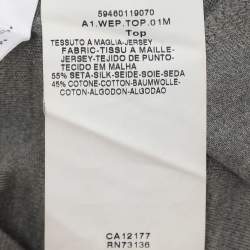 59460119070
A1.WEP.TOP.01M
Top
TESSUTO A MAGLIA-JERSEY
FABRIC-TISSU A MAILLE-
JERSEY-TEJIDO DE PUNTO-
TECIDO EM MALHA
55% SETA-SILK-SEIDE-SOIE-SEDA
45% COTONE-COTTON-BAUMWOLLE-
COTON-ALGODON-ALGODAO
CA12177
RN73136